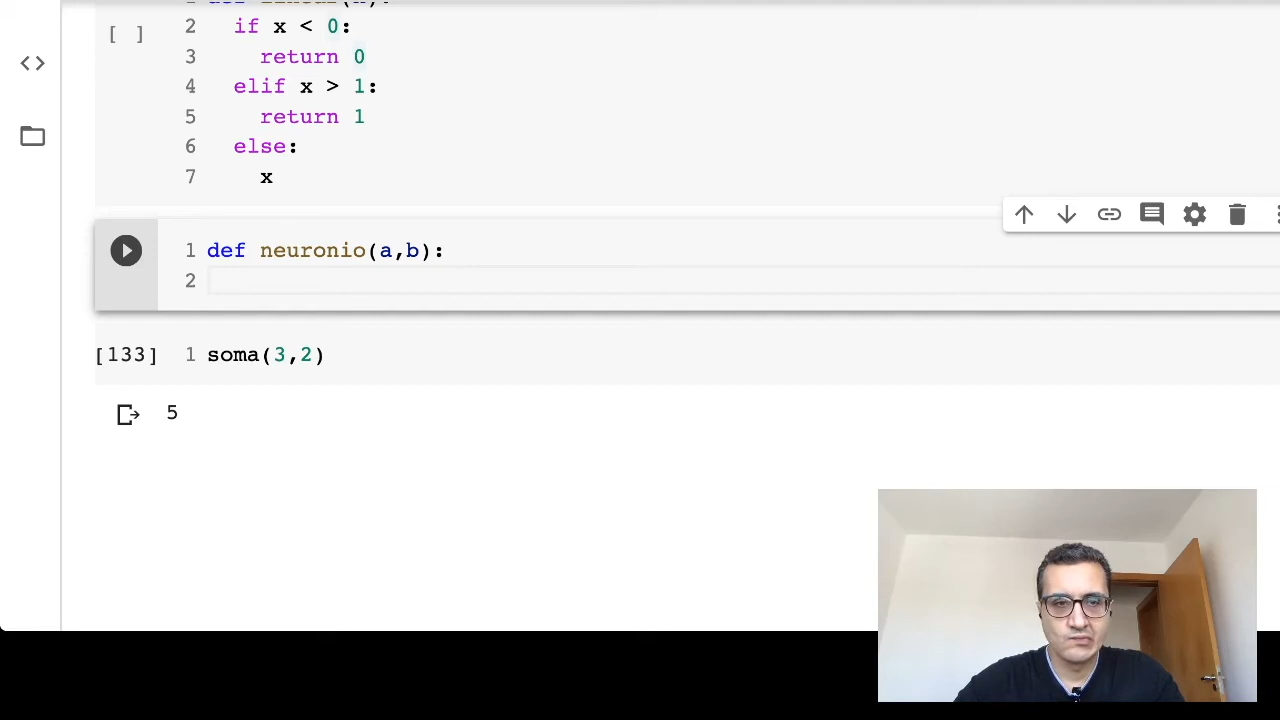 2 if x < 0:
[ ] 3 return 0
4 elif x > 1:
5 return 1
6 else:
7 x
1 def neuronio(a,b):
2
[133] 1 soma(3,2)
5